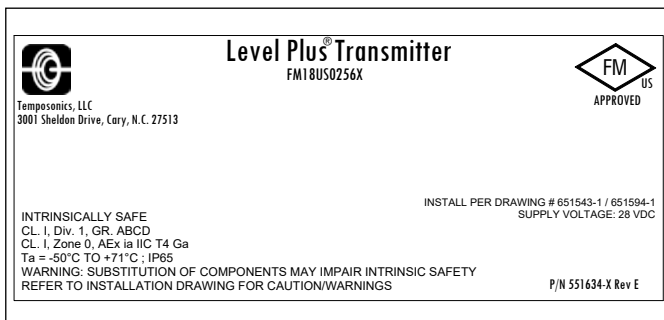 Level Plus® Transmitter
FM18US0256X
FM
US
APPROVED
Temposonics, LLC
3001 Sheldon Drive, Cary, N.C. 27513
INSTALL PER DRAWING # 651543-1 / 651594-1
SUPPLY VOLTAGE: 28 VDC
INTRINSICALLY SAFE
CL. I, Div. 1, GR. ABCD
CL. I, Zone 0, AEx ia IIC T4 Ga
Ta = -50°C TO +71°C ; IP65
WARNING: SUBSTITUTION OF COMPONENTS MAY IMPAIR INTRINSIC SAFETY
REFER TO INSTALLATION DRAWING FOR CAUTION/WARNINGS
P/N 551634-X Rev E